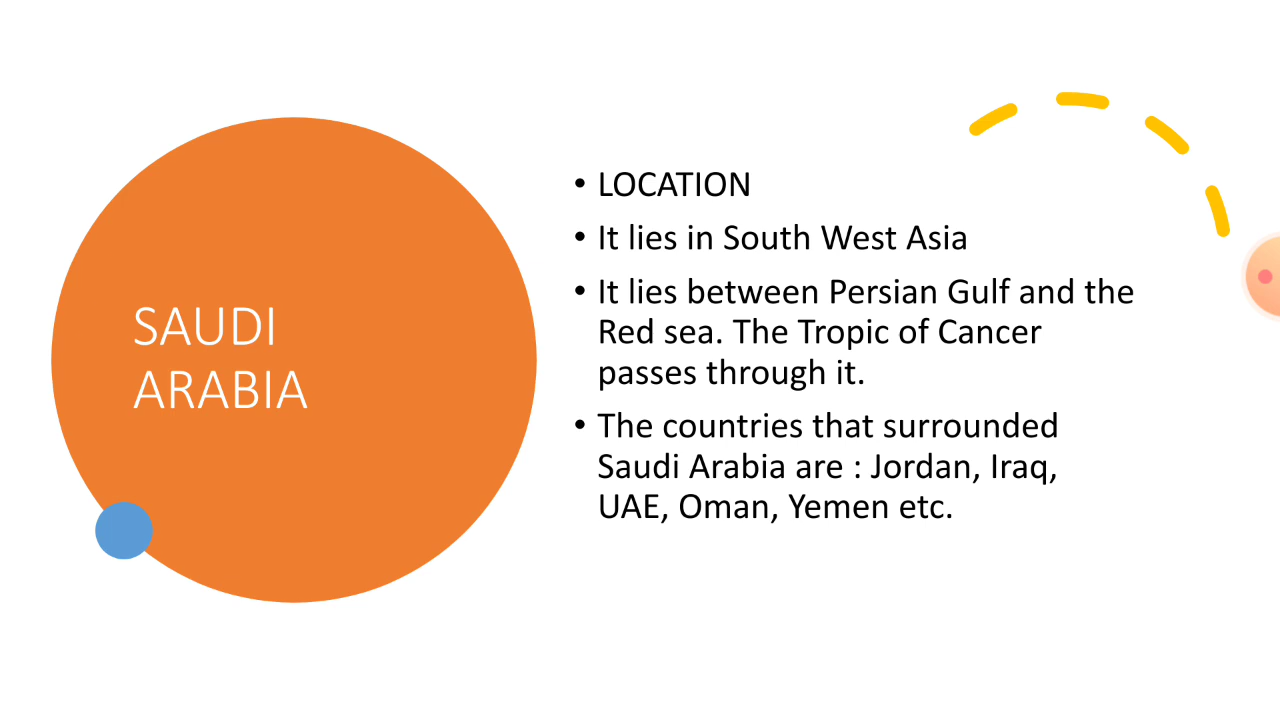 SAUDI
ARABIA
• LOCATION
• It lies in South West Asia
• It lies between Persian Gulf and the
Red sea. The Tropic of Cancer
passes through it.
• The countries that surrounded
Saudi Arabia are : Jordan, Iraq,
UAE, Oman, Yemen etc.